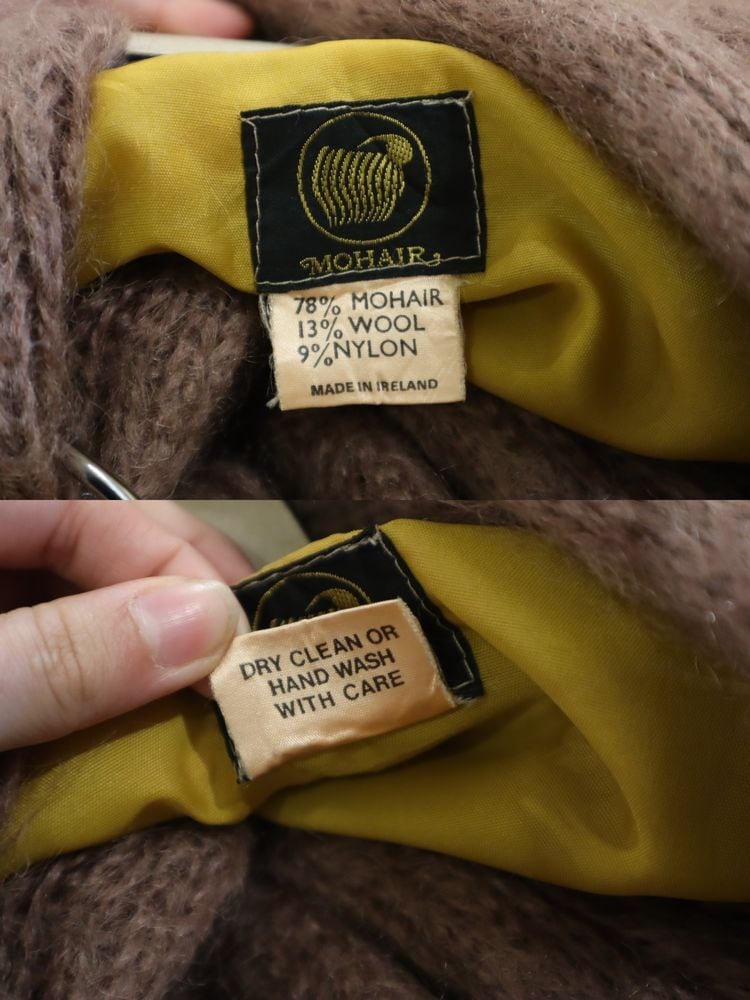 MOHAIR
78% MOHAIR
13% WOOL
9% NYLON
MADE IN IRELAND
DRY CLEAN OR
HAND WASH
WITH CARE